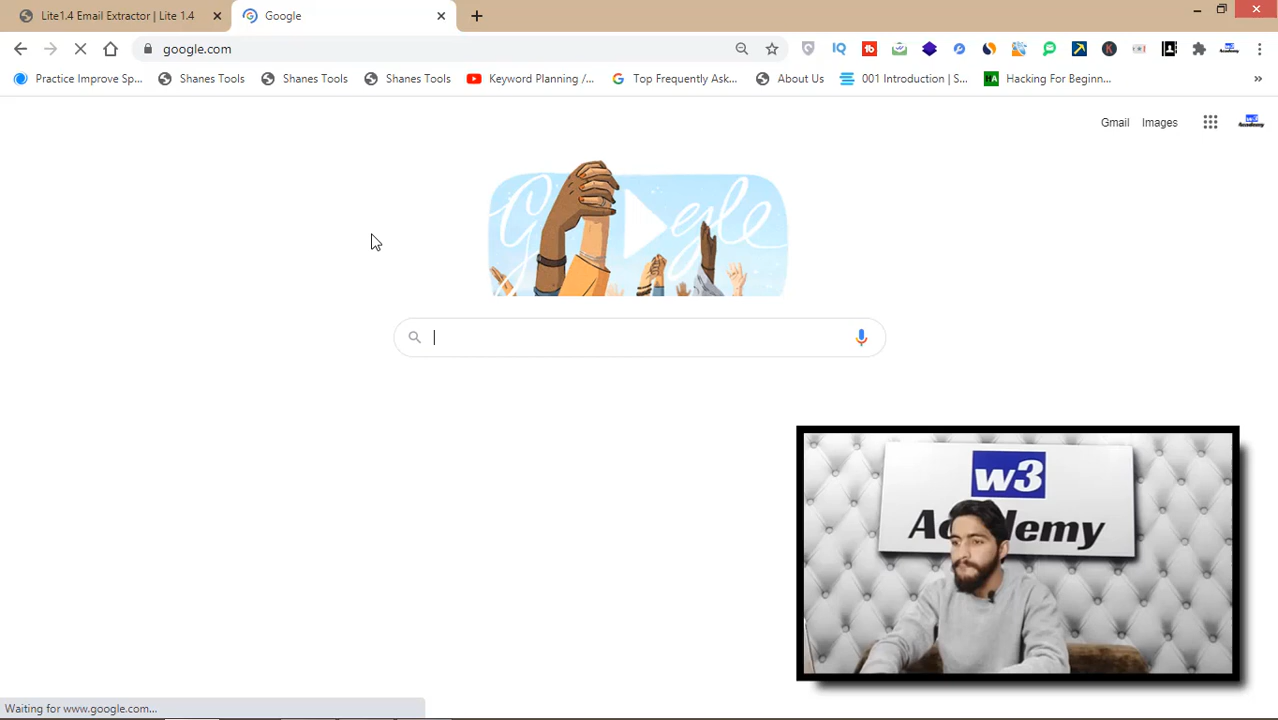 Lite1.4 Email Extractor | Lite 1.4
Google
google.com
Practice Improve Sp...
Shanes Tools
Shanes Tools
Shanes Tools
Keyword Planning /...
Top Frequently Ask...
About Us
001 Introduction | S...
Hacking For Beginn...
»
Gmail
Images
Google
w3
Academy
Waiting for www.google.com...